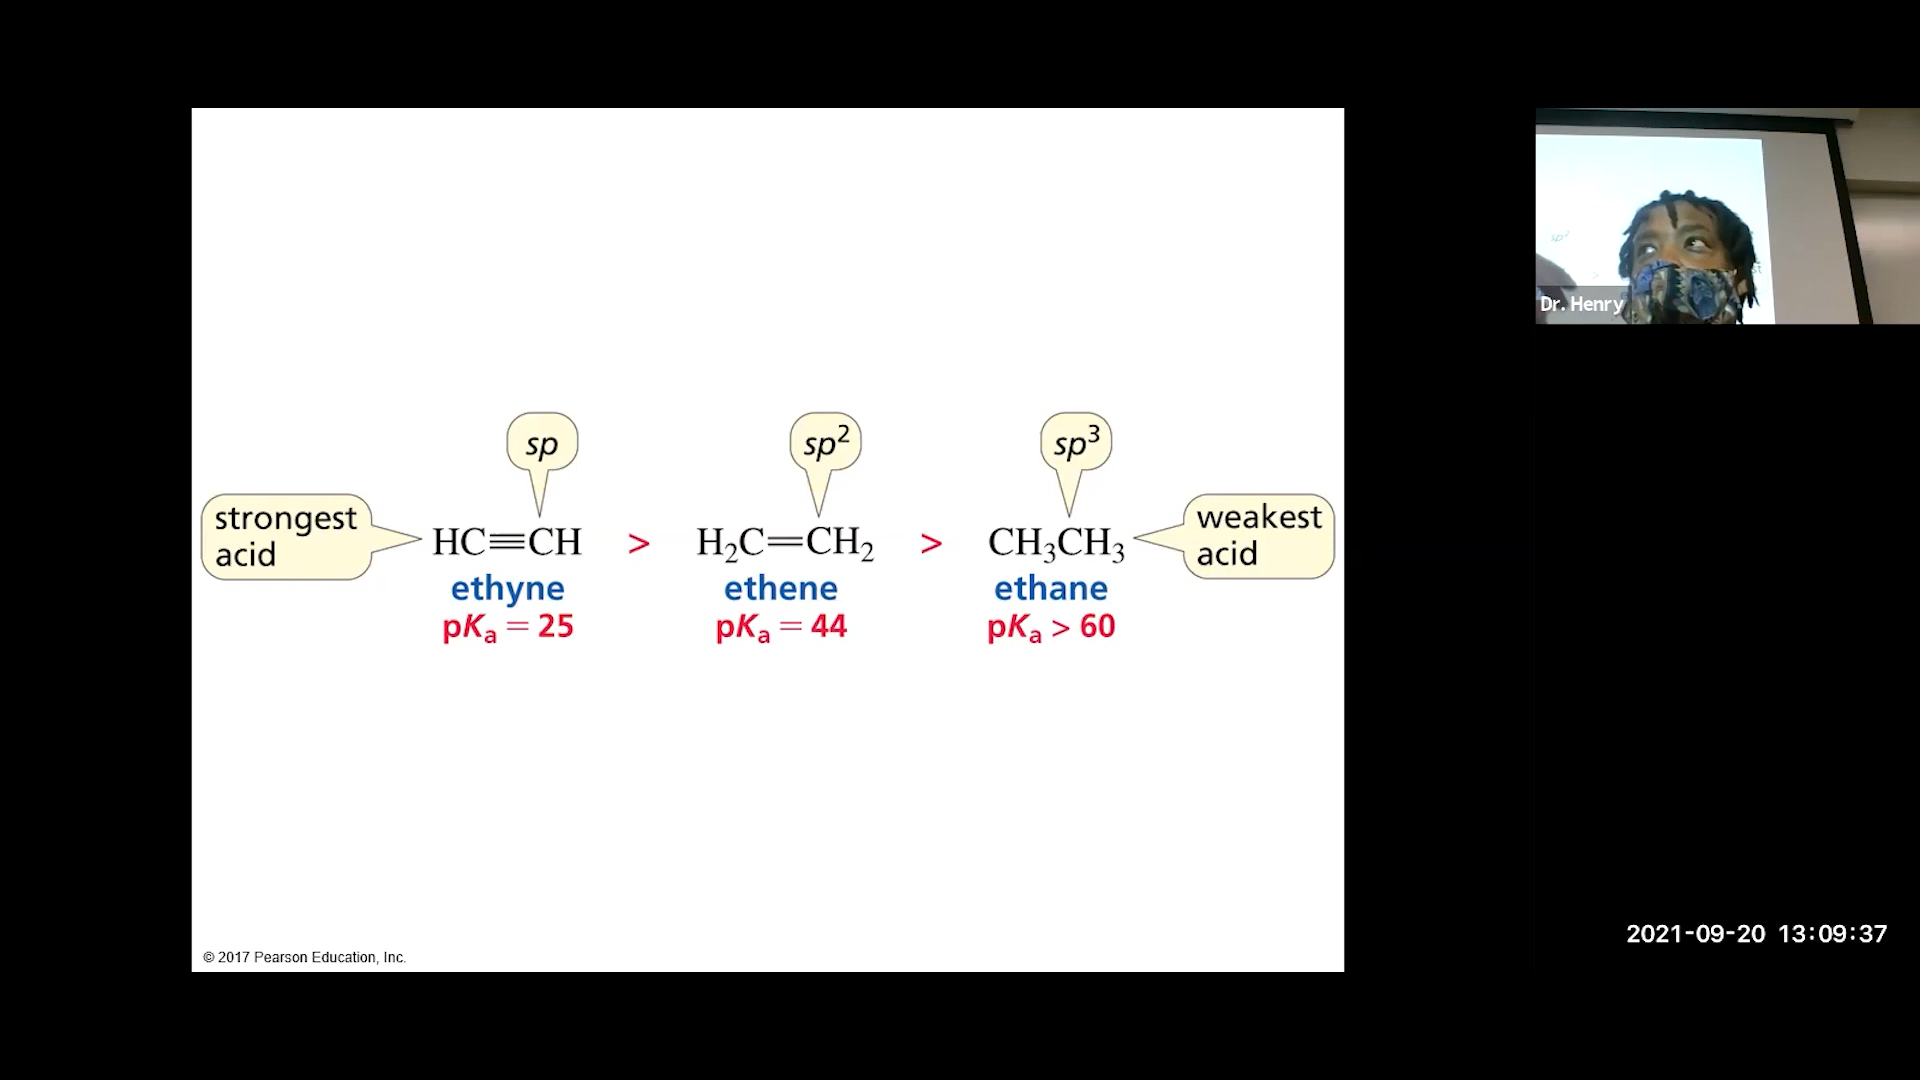 sp
sp²
sp³
strongest
acid
HC≡CH > H₂C=CH₂ > CH₃CH₃
weakest
acid
ethyne ethene ethane
pKₐ = 25 pKₐ = 44 pKₐ > 60
© 2017 Pearson Education, Inc.
sp²
Dr. Henry
2021-09-20 13:09:37